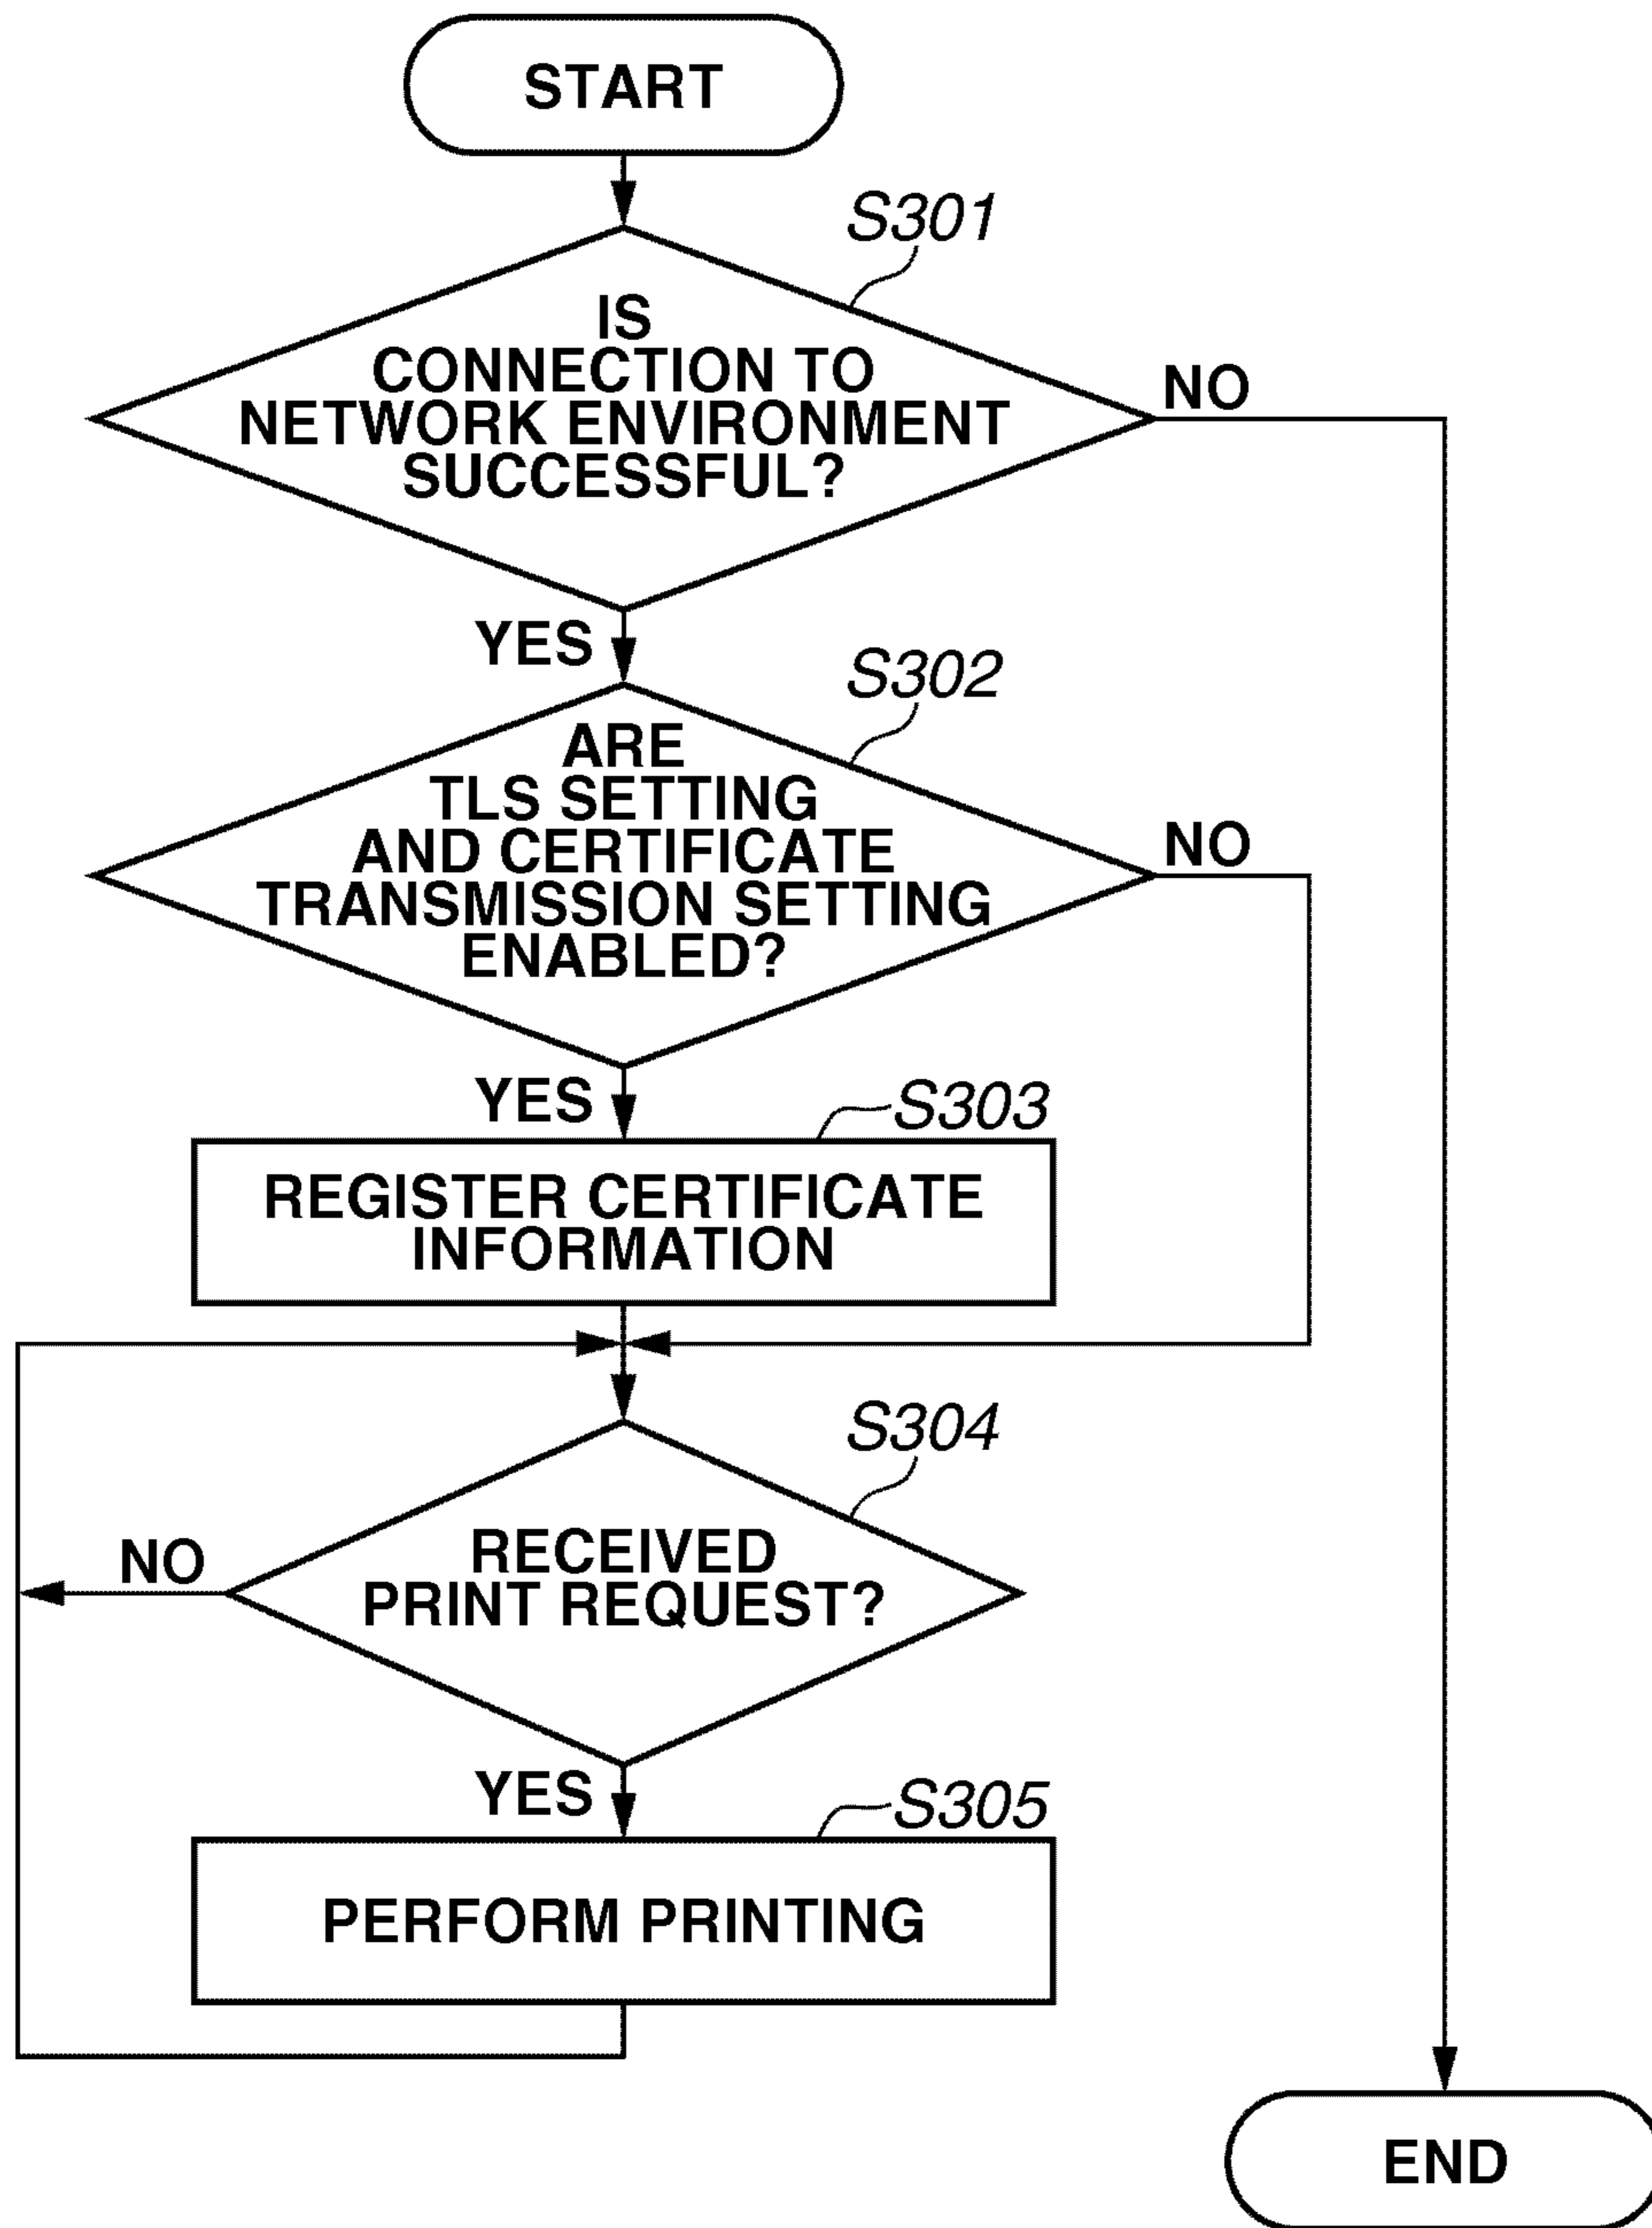 START
S301
IS
CONNECTION TO
NETWORK ENVIRONMENT
SUCCESSFUL?
NO
YES
S302
ARE
TLS SETTING
AND CERTIFICATE
TRANSMISSION SETTING
ENABLED?
NO
YES
S303
REGISTER CERTIFICATE
INFORMATION
S304
RECEIVED
PRINT REQUEST?
NO
YES
S305
PERFORM PRINTING
END